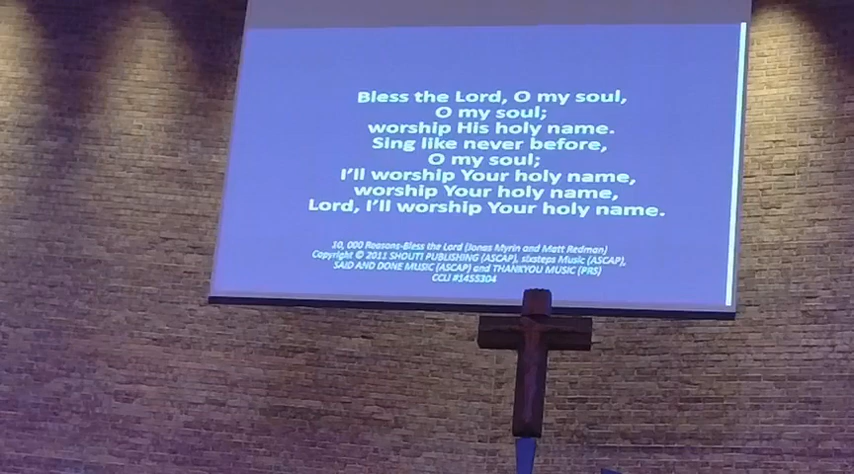 Bless the Lord, O my soul,
O my soul;
worship His holy name.
Sing like never before,
O my soul;
I'll worship Your holy name,
worship Your holy name,
Lord, I'll worship Your holy name.
10, 000 Reasons-Bless the Lord (Jonas Myrin and Matt Redman)
Copyright © 2011 SHOUT! PUBLISHING (ASCAP), sixsteps Music (ASCAP),
SAID AND DONE MUSIC (ASCAP) and THANKYOU MUSIC (PRS)
CCLI #1455304